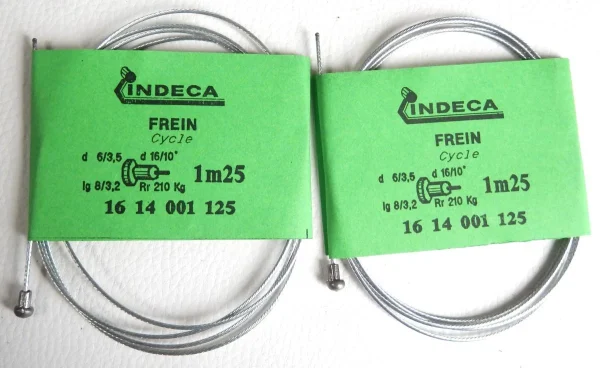 INDECA
FREIN
Cycle
d 6/3,5 d 16/10°
lg 8/3,2 Rr 210 Kg 1m25
16 14 001 125
INDECA
FREIN
Cycle
d 6/3,5 d 16/10°
lg 8/3,2 Rr 210 Kg 1m25
16 14 001 125